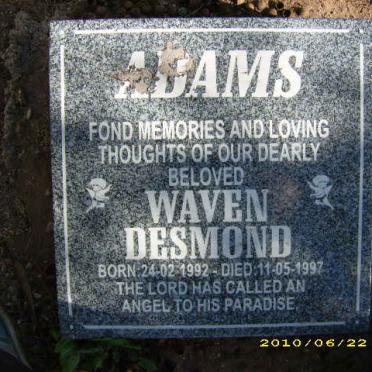 ADAMS
FOND MEMORIES AND LOVING
THOUGHTS OF OUR DEARLY
BELOVED
WAVEN
DESMOND
BORN:24-02-1992 - DIED:11-05-1997
THE LORD HAS CALLED AN
ANGEL TO HIS PARADISE.
2010/06/22